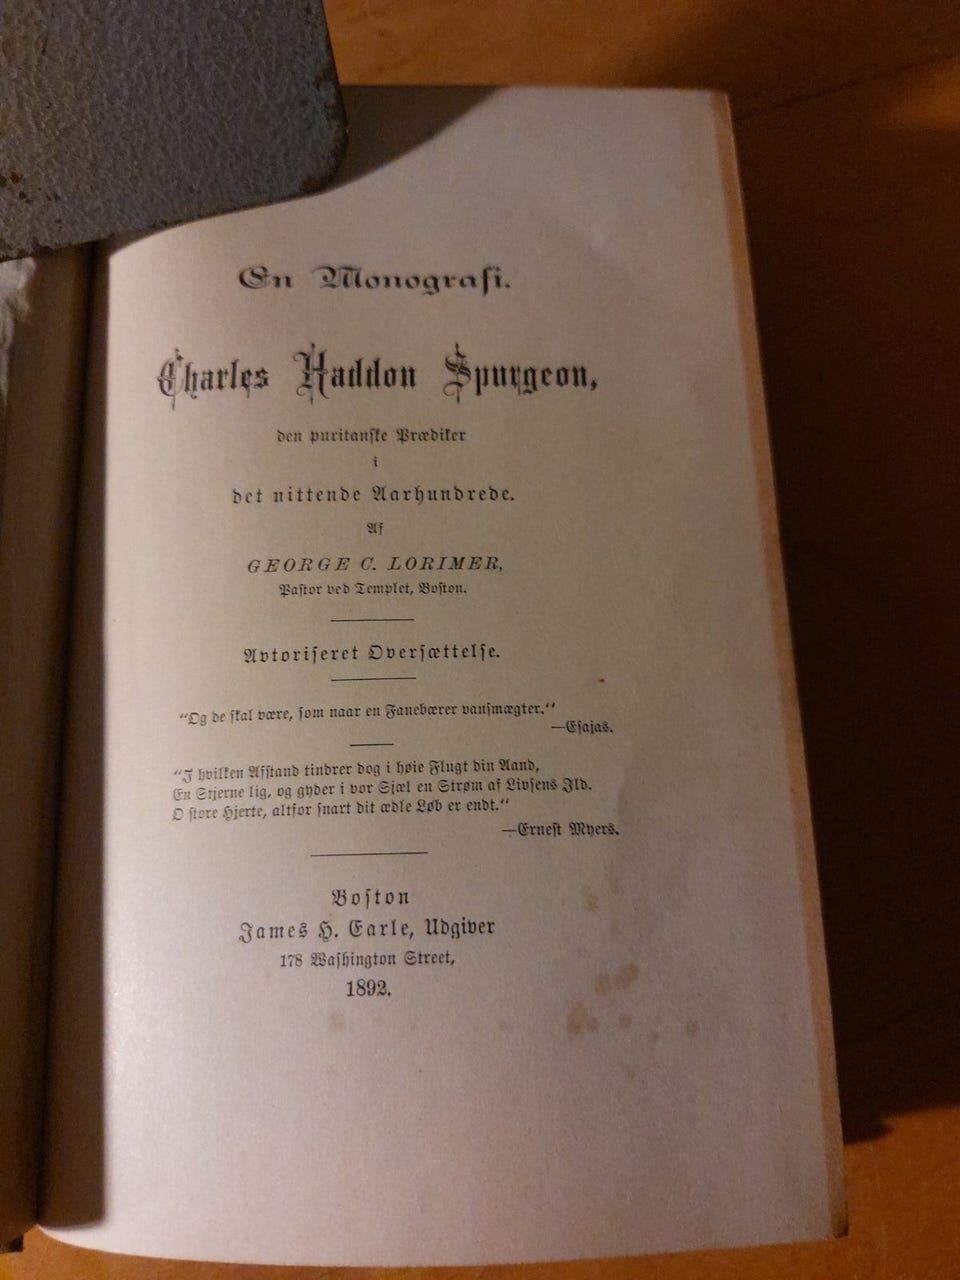 En Monografi.
Charles Haddon Spurgeon,
den puritanske Prædiker
i
det nittende Aarhundrede.
Af
GEORGE C. LORIMER,
Pastor ved Templet, Boston.
Avtoriseret Oversættelse.
“Og de skal være, som naar en Fanebærer vansmægter.“
—Esajas.
“I hvilken Afstand tindrer dog i høie Flugt din Aand,
En Stjerne lig, og gyder i vor Sjæl en Strøm af Livsens Ild.
O store Hjerte, altfor snart dit ædle Løb er endt.“
—Ernest Myers.
Boston
James H. Earle, Udgiver
178 Washington Street,
1892.